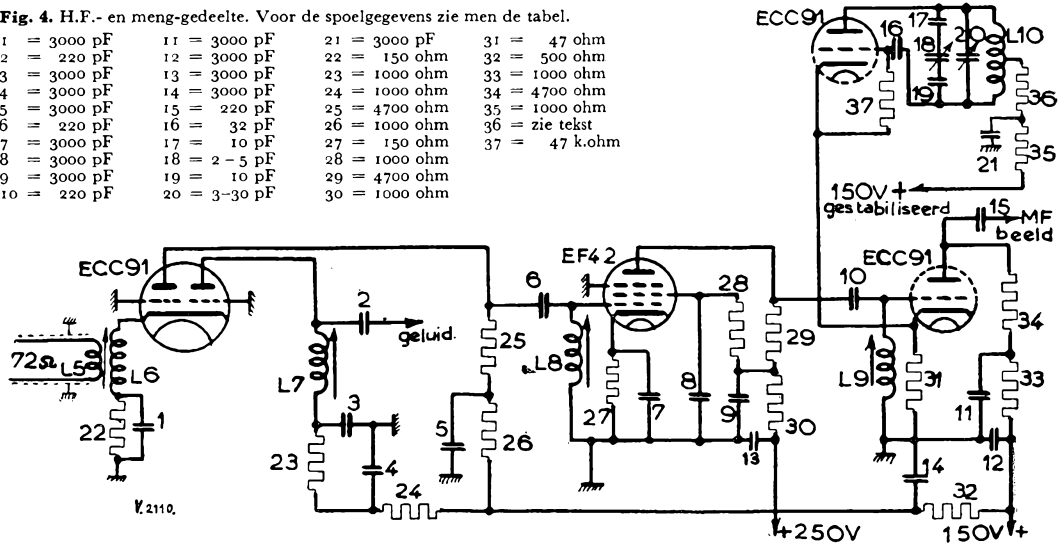 Fig. 4. H.F.- en meng-gedeelte. Voor de spoelgegevens zie men de tabel.
1 = 3000 pF
2 = 220 pF
3 = 3000 pF
4 = 3000 pF
5 = 3000 pF
6 = 220 pF
7 = 3000 pF
8 = 3000 pF
9 = 3000 pF
10 = 220 pF
11 = 3000 pF
12 = 3000 pF
13 = 3000 pF
14 = 3000 pF
15 = 220 pF
16 = 32 pF
17 = 10 pF
18 = 2-5 pF
19 = 10 pF
20 = 3-30 pF
21 = 3000 pF
22 = 150 ohm
23 = 1000 ohm
24 = 1000 ohm
25 = 4700 ohm
26 = 1000 ohm
27 = 150 ohm
28 = 1000 ohm
29 = 4700 ohm
30 = 1000 ohm
31 = 47 ohm
32 = 500 ohm
33 = 1000 ohm
34 = 4700 ohm
35 = 1000 ohm
36 = zie tekst
37 = 47 k.ohm
ECC91
17
16
18
20
L10
19
37
36
21
35
150V+
gestabiliseerd
15
MF
beeld
ECC91
EF42
ECC91
6
28
10
2
geluid.
25
29
34
72Ω
L5
L6
L7
L8
L9
31
33
22
1
3
27
7
8
9
30
11
5
26
13
12
23
4
14
24
32
V.2110.
+250V
150V+